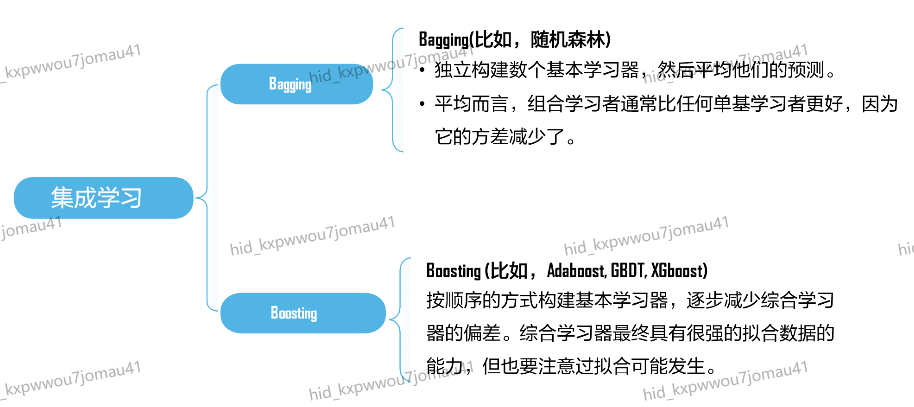 Bagging(比如，随机森林)
• 独立构建数个基本学习器，然后平均他们的预测。
• 平均而言，组合学习者通常比任何单基学习者更好，因为
它的方差减少了。
Bagging
集成学习
Boosting (比如，Adaboost, GBDT, XGboost)
按顺序的方式构建基本学习器，逐步减少综合学习
器的偏差。综合学习器最终具有很强的拟合数据的
能力，但也要注意过拟合可能发生。
Boosting
hid_kxpwwou7jomau41
hid_kxpwwou7jomau41
hid_kxpwwou7jomau41
hid_kxpwwou7jomau41
hid_kxpwwou7jomau41
hid_kxpwwou7jomau41
_kxpwwou7jomau41
jomau41
hid
_kxpwwou7jomau41